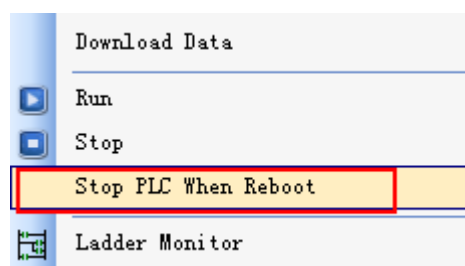 Download Data
Run
Stop
Stop PLC When Reboot
Ladder Monitor